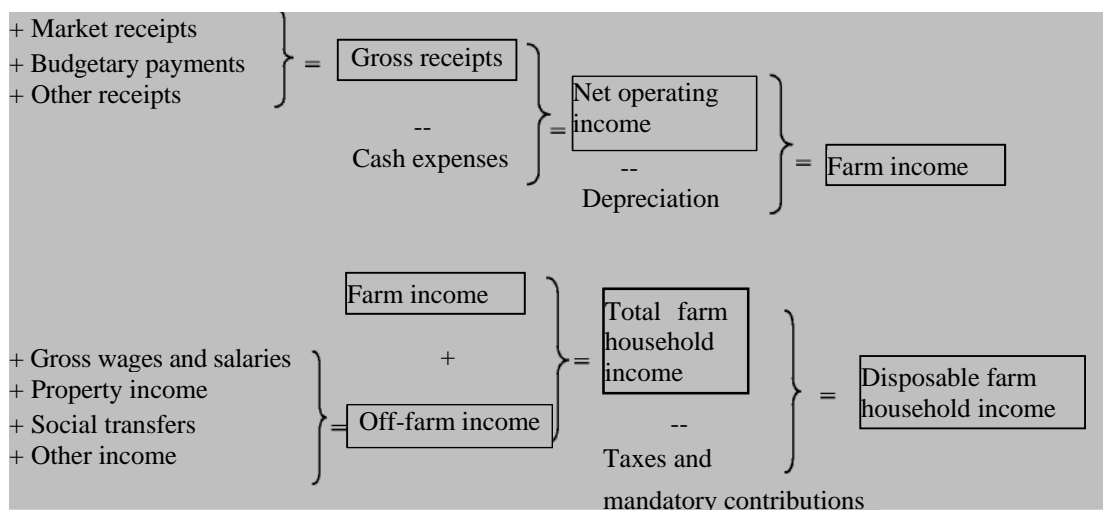 + Market receipts
+ Budgetary payments
+ Other receipts
=
Gross receipts
--
Cash expenses
=
Net operating
income
--
Depreciation
=
Farm income
Farm income
+
+ Gross wages and salaries
+ Property income
+ Social transfers
+ Other income
=
Off-farm income
=
Total farm
household
income
--
Taxes and
mandatory contributions
=
Disposable farm
household income